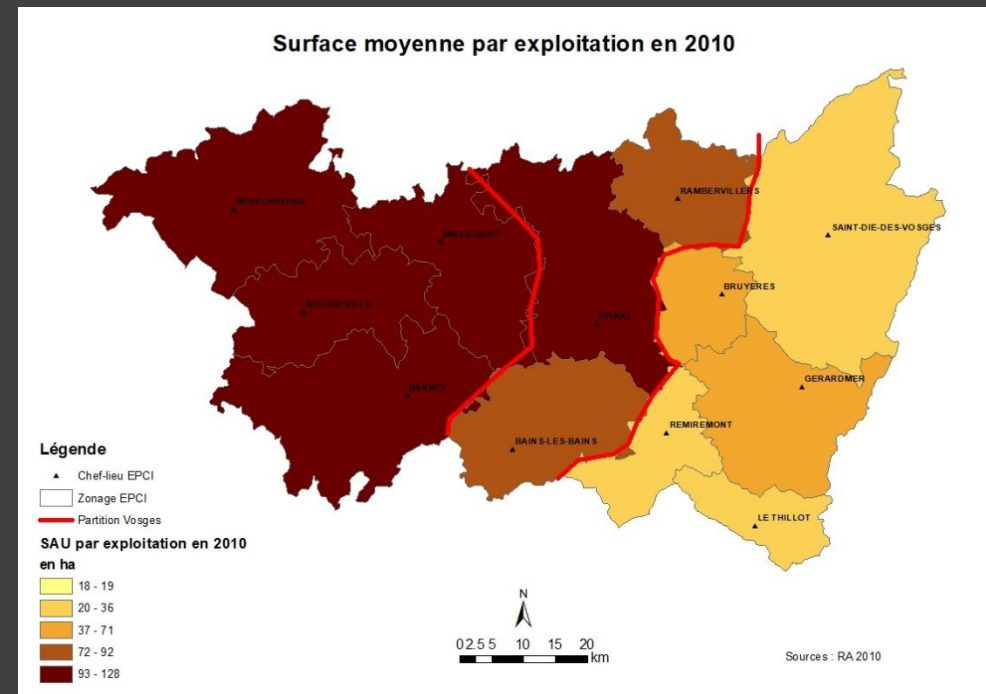 Surface moyenne par exploitation en 2010
RAMBERVILLERS
NEUFCHATEAU
SAINT-DIE-DES-VOSGES
MIRECOURT
BRUYERES
BULGNEVILLE
EPINAL
GERARDMER
DARNEY
REMIREMONT
BAINS-LES-BAINS
LE THILLOT
Légende
Chef-lieu EPCI
Zonage EPCI
Partition Vosges
SAU par exploitation en 2010
en ha
18 - 19
20 - 36
37 - 71
72 - 92
93 - 128
N
0 2.5 5 10 15 20
km
Sources : RA 2010